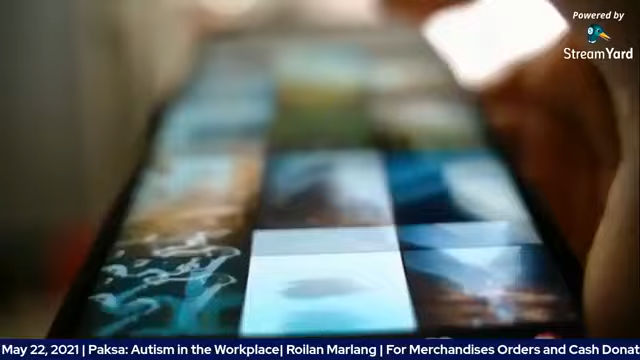 Powered by
StreamYard
May 22, 2021 | Paksa: Autism in the Workplace| Roilan Marlang | For Merchandises Orders and Cash Donat